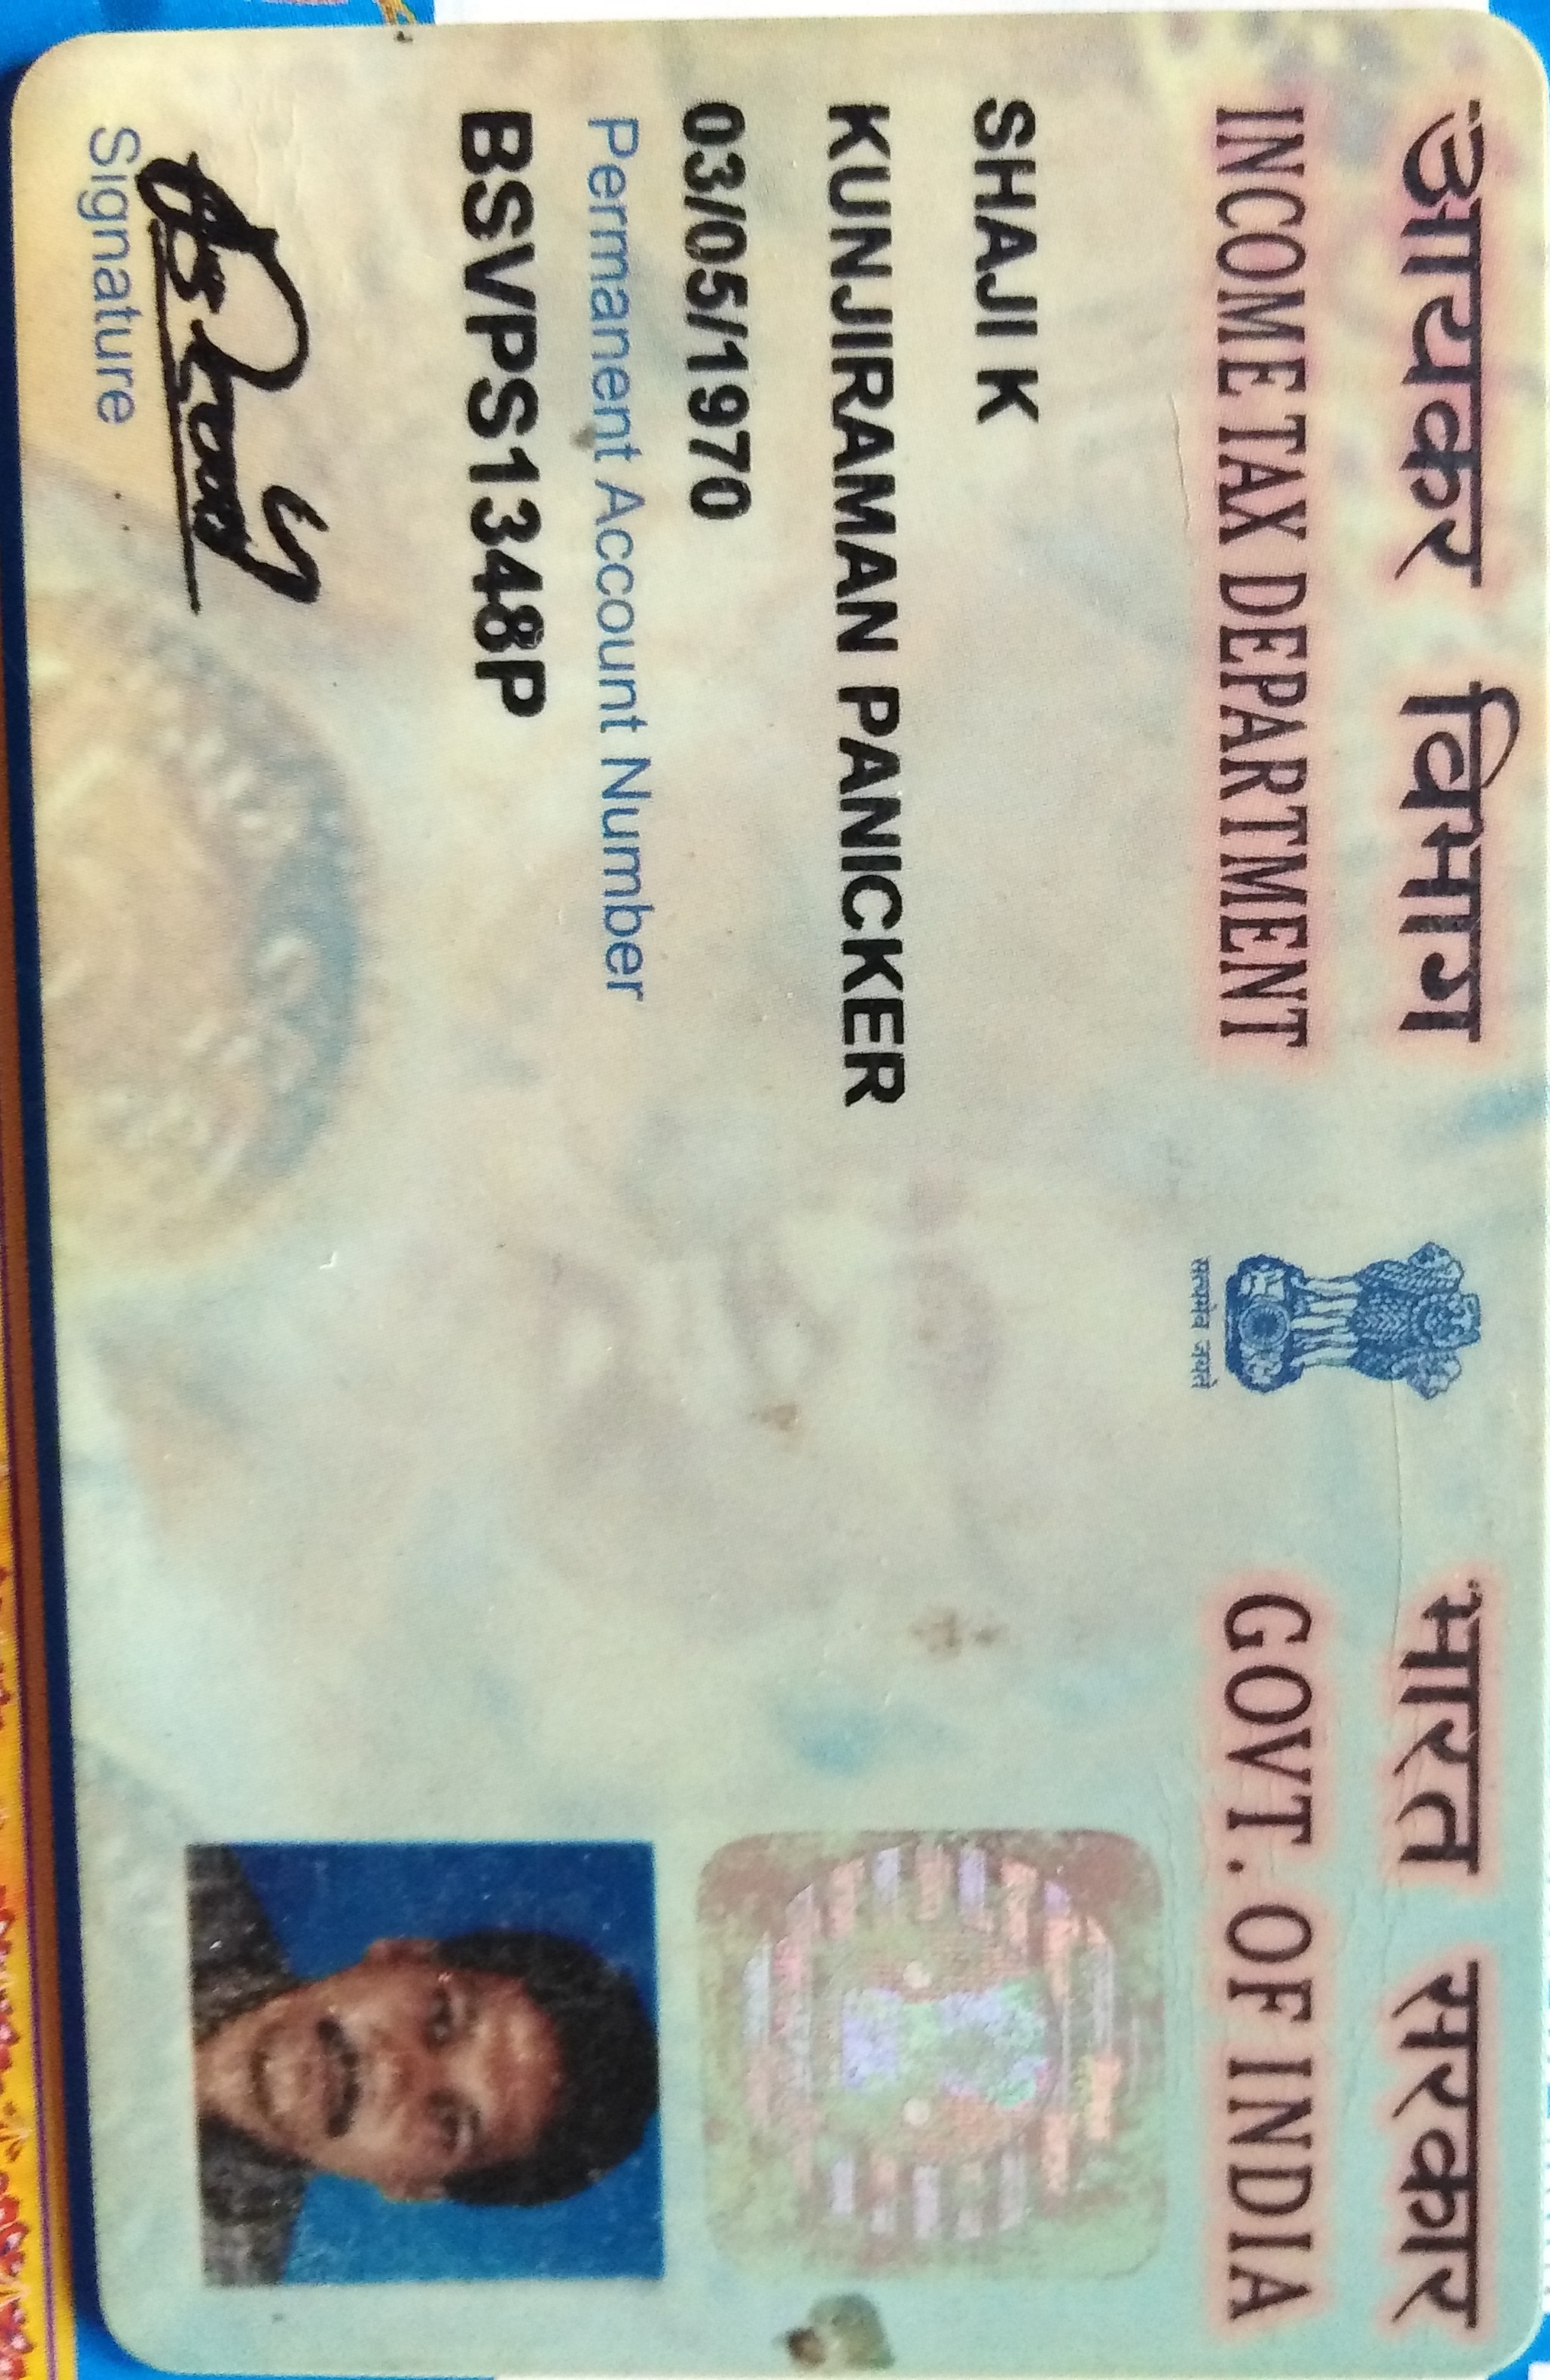 आयकर विभाग
INCOME TAX DEPARTMENT
सत्यमेव जयते
भारत सरकार
GOVT. OF INDIA
SHAJI K
KUNJIRAMAN PANICKER
03/05/1970
Permanent Account Number
BSVPS1348P
Signature